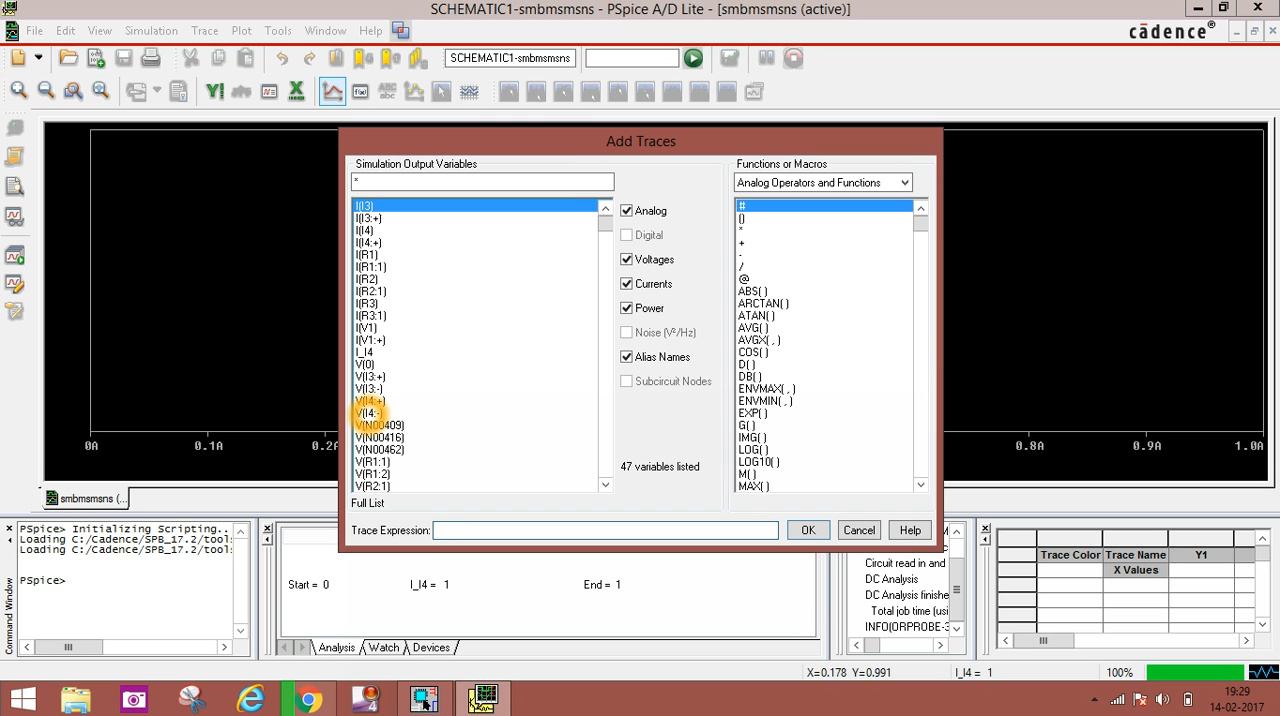 SCHEMATIC1-smbmsmsns - PSpice A/D Lite - [smbmsmsns (active)]
File Edit View Simulation Trace Plot Tools Window Help
cādence®
SCHEMATIC1-smbmsmsns
Add Traces
Simulation Output Variables
*
I(I3)
I(I3:+)
I(I4)
I(I4:+)
I(R1)
I(R1:1)
I(R2)
I(R2:1)
I(R3)
I(R3:1)
I(V1)
I(V1:+)
I_I4
V(0)
V(I3:+)
V(I3:-)
V(I4:+)
V(I4:-)
V(N00409)
V(N00416)
V(N00462)
V(R1:1)
V(R1:2)
V(R2:1)
Full List
Analog
Digital
Voltages
Currents
Power
Noise (V²/Hz)
Alias Names
Subcircuit Nodes
47 variables listed
Functions or Macros
Analog Operators and Functions
#
()
*
+
-
/
@
ABS( )
ARCTAN( )
ATAN( )
AVG( )
AVGX( , )
COS( )
D( )
DB( )
ENVMAX( , )
ENVMIN( , )
EXP( )
G( )
IMG( )
LOG( )
LOG10( )
M( )
MAX( )
Trace Expression:
OK Cancel Help
0A 0.1A 0.2A 0.8A 0.9A 1.0A
smbmsmsns (...
Command Window
PSpice> Initializing Scripting..
Loading C:/Cadence/SPB_17.2/tools
Loading C:/Cadence/SPB_17.2/tools
PSpice>
Start = 0 I_I4 = 1 End = 1
Analysis Watch Devices
Circuit read in and
DC Analysis
DC Analysis finishe
Total job time (usi
INFO(ORPROBE-3
Trace Color Trace Name Y1
X Values
X=0.178 Y=0.991 I_I4 = 1 100%
19:29
14-02-2017